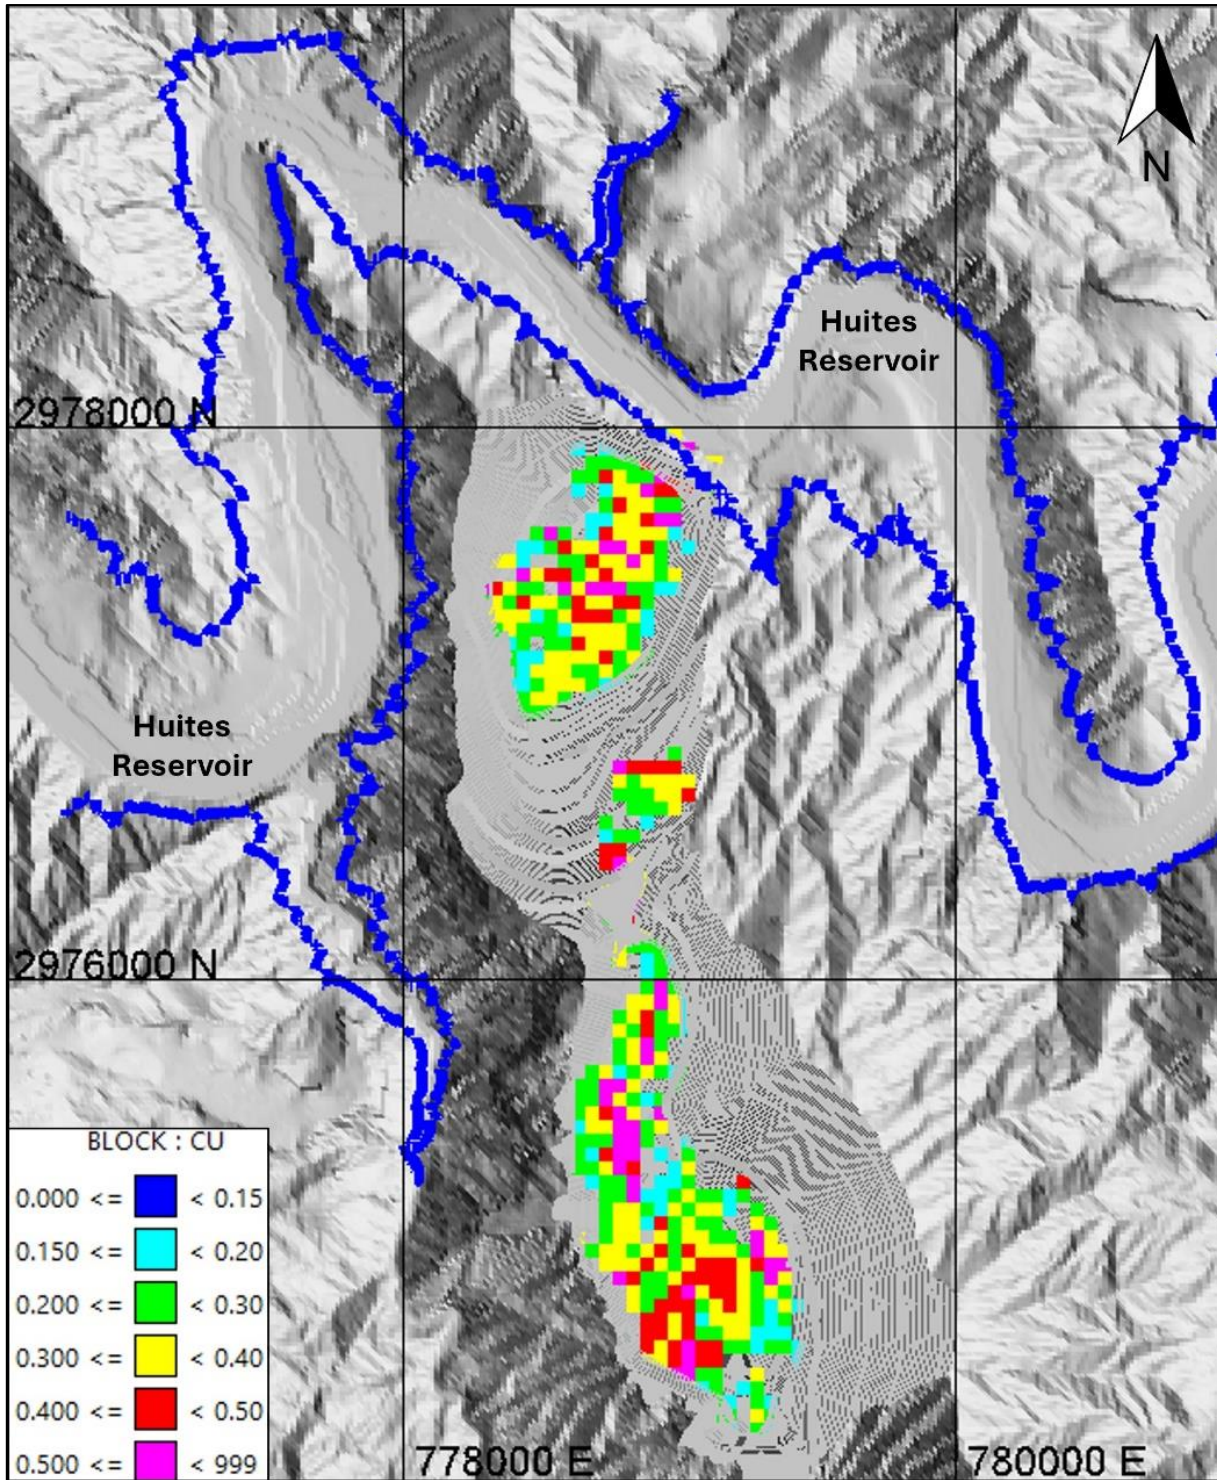 N
Huites
Reservoir
2978000 N
Huites
Reservoir
2976000 N
BLOCK : CU
0.000 <= < 0.15
0.150 <= < 0.20
0.200 <= < 0.30
0.300 <= < 0.40
0.400 <= < 0.50
0.500 <= < 999
778000 E
780000 E